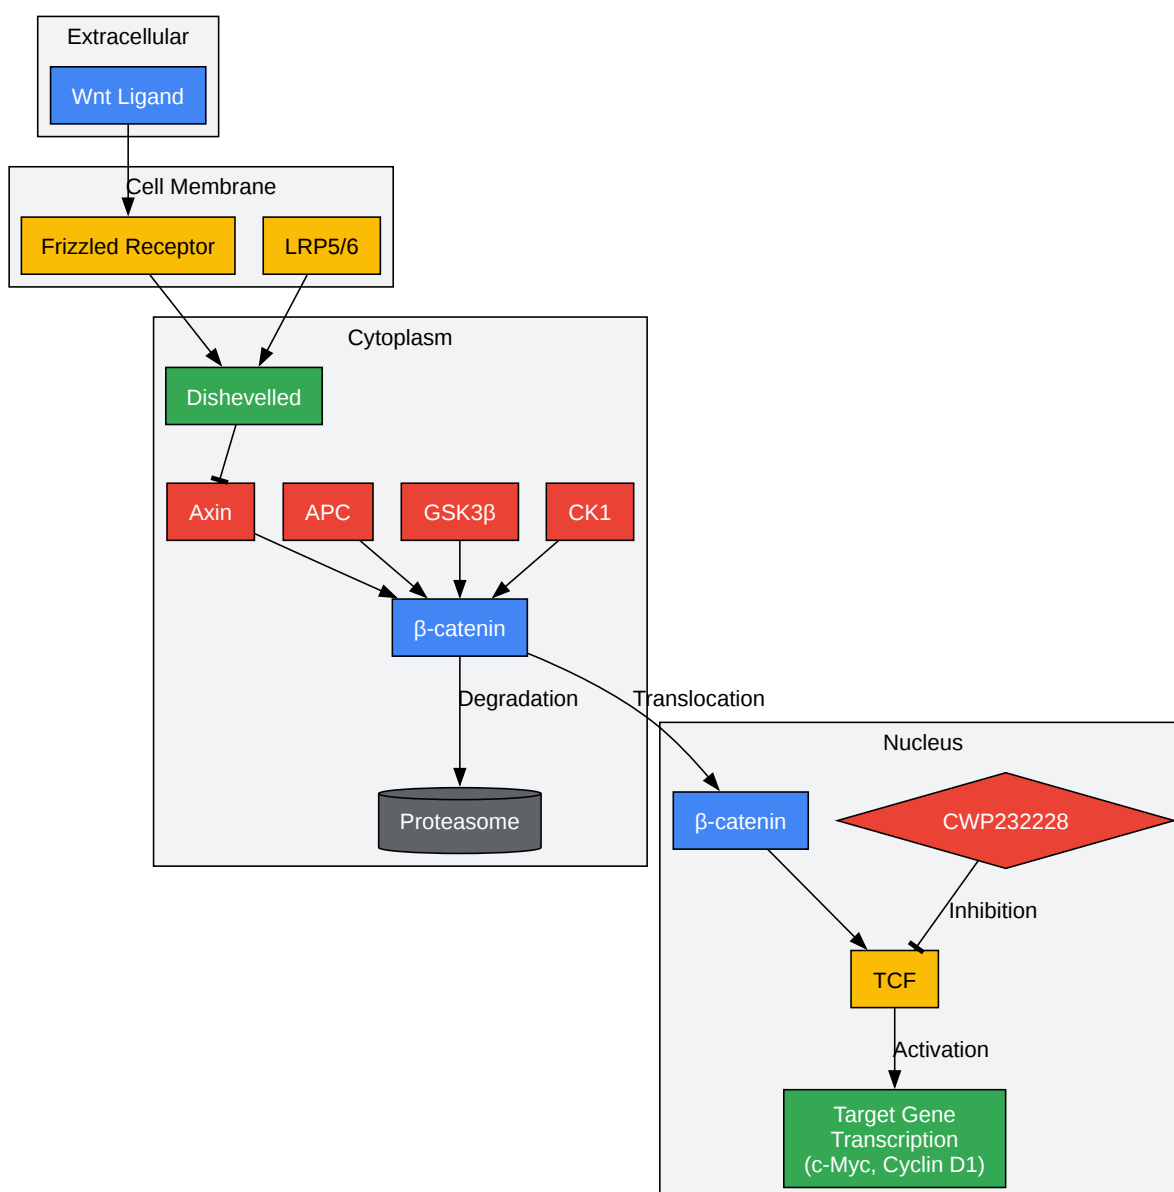 Extracellular
Wnt Ligand
Cell Membrane
Frizzled Receptor
LRP5/6
Cytoplasm
Dishevelled
Axin
APC
GSK3β
CK1
β-catenin
Degradation
Translocation
Proteasome
Nucleus
β-catenin
CWP232228
Inhibition
TCF
Activation
Target Gene
Transcription
(c-Myc, Cyclin D1)